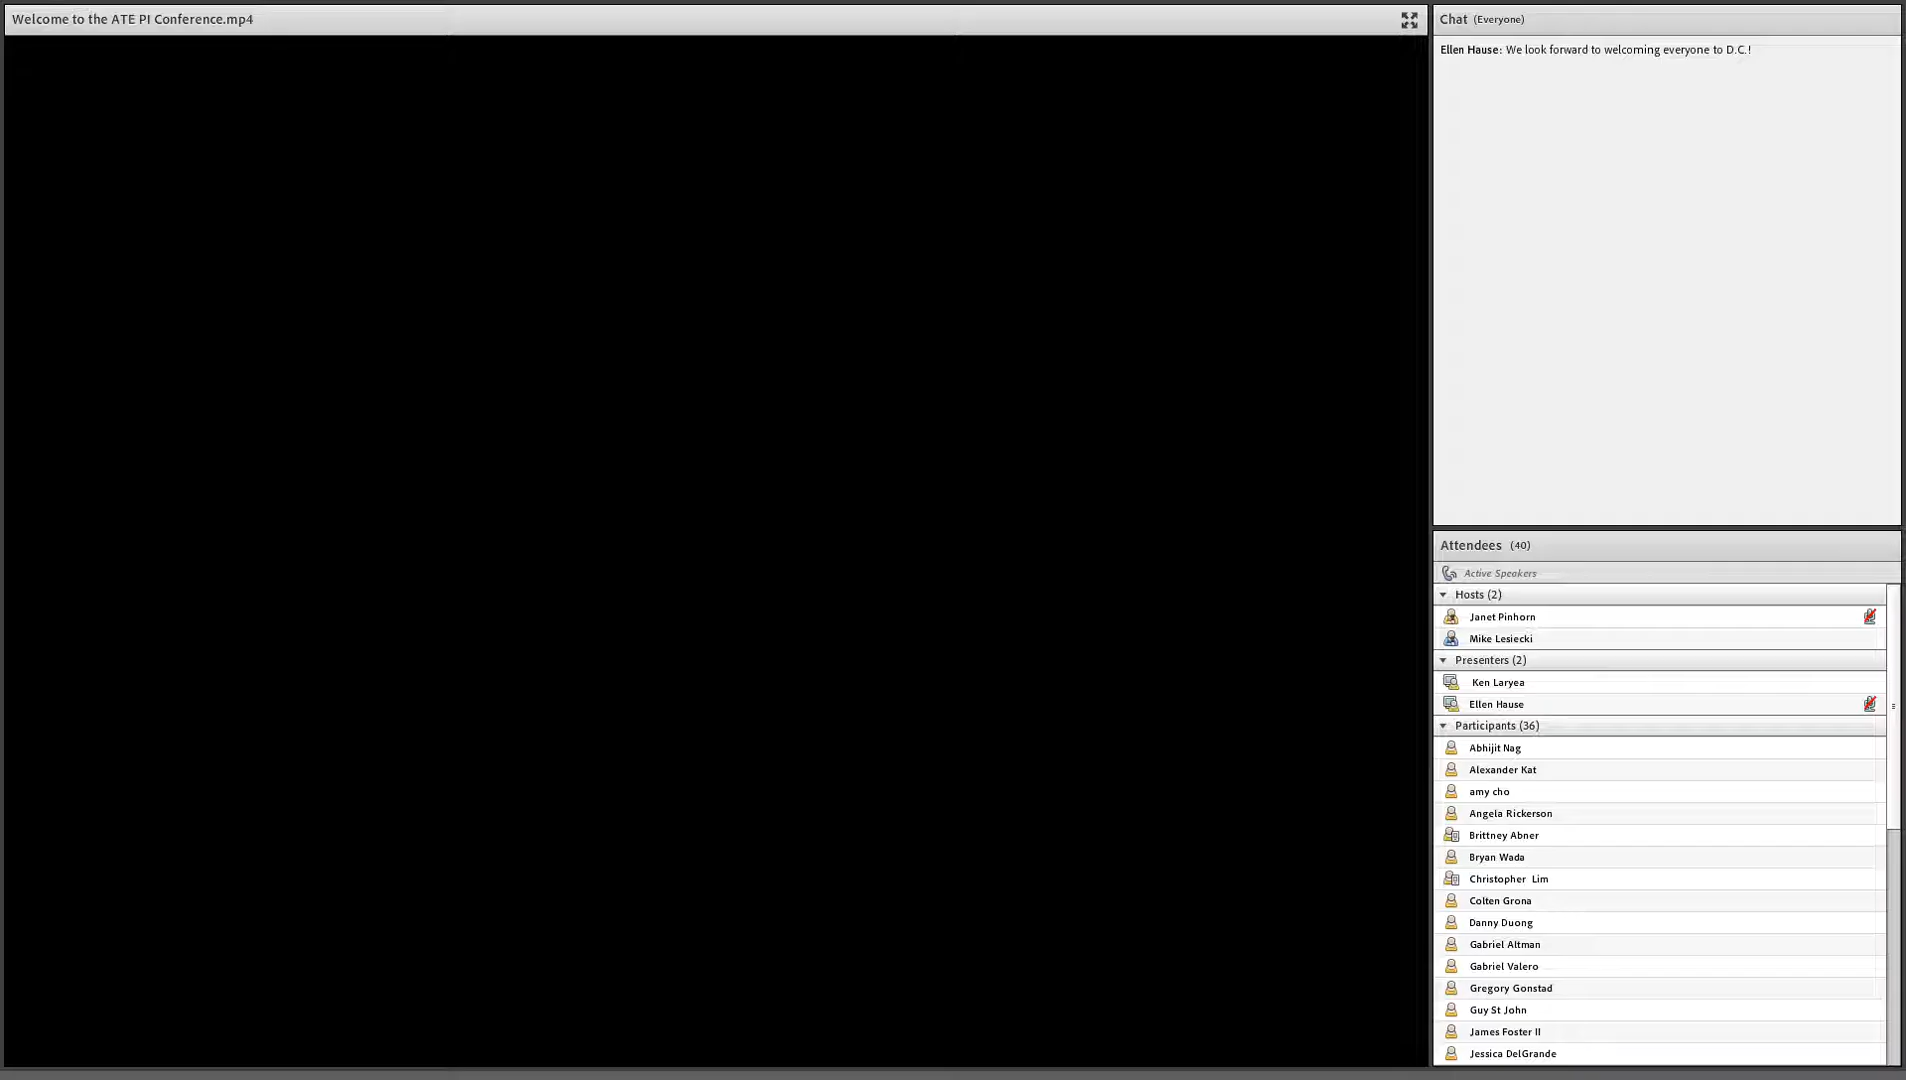 Welcome to the ATE PI Conference.mp4
Chat (Everyone)
Ellen Hause: We look forward to welcoming everyone to D.C.!
Attendees (40)
Active Speakers
Hosts (2)
Janet Pinhorn
Mike Lesiecki
Presenters (2)
Ken Laryea
Ellen Hause
Participants (36)
Abhijit Nag
Alexander Kat
amy cho
Angela Rickerson
Brittney Abner
Bryan Wada
Christopher Lim
Colten Grona
Danny Duong
Gabriel Altman
Gabriel Valero
Gregory Gonstad
Guy St John
James Foster II
Jessica DelGrande